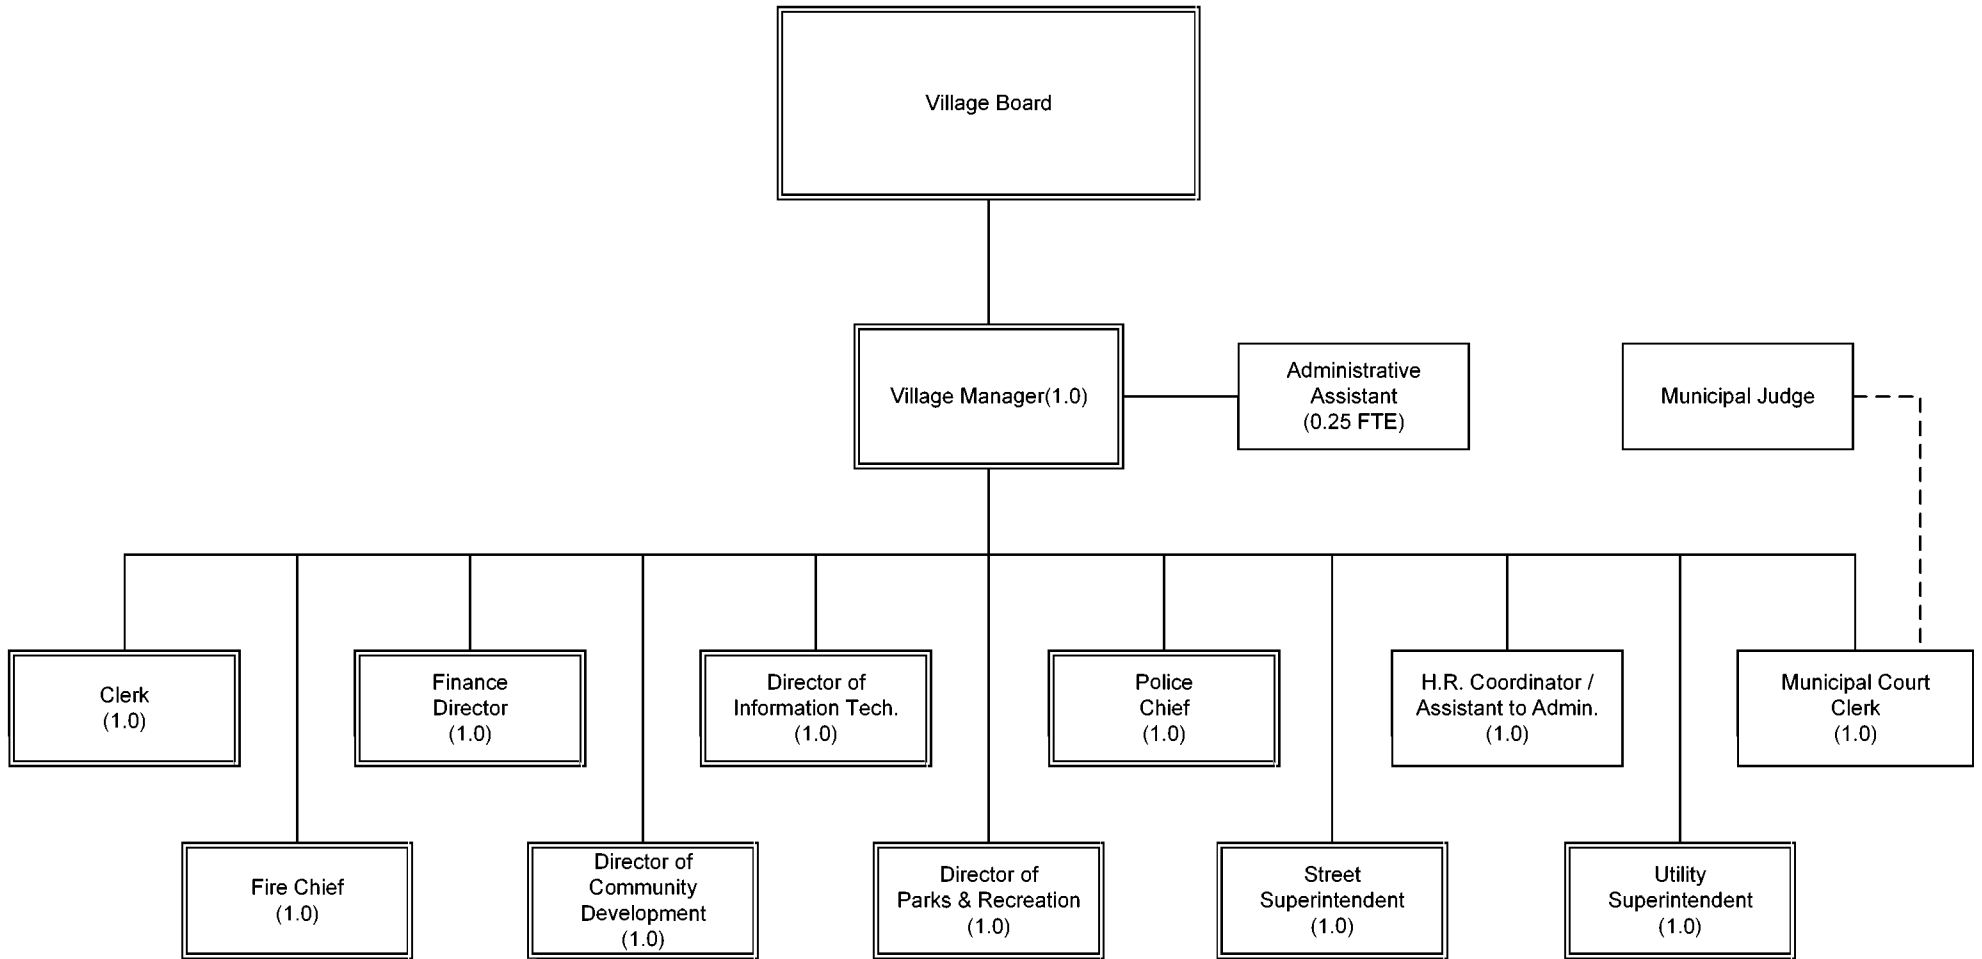 Village Board
Village Manager(1.0)
Administrative
Assistant
(0.25 FTE)
Municipal Judge
Clerk
(1.0)
Finance
Director
(1.0)
Director of
Information Tech.
(1.0)
Police
Chief
(1.0)
H.R. Coordinator /
Assistant to Admin.
(1.0)
Municipal Court
Clerk
(1.0)
Fire Chief
(1.0)
Director of
Community
Development
(1.0)
Director of
Parks & Recreation
(1.0)
Street
Superintendent
(1.0)
Utility
Superintendent
(1.0)